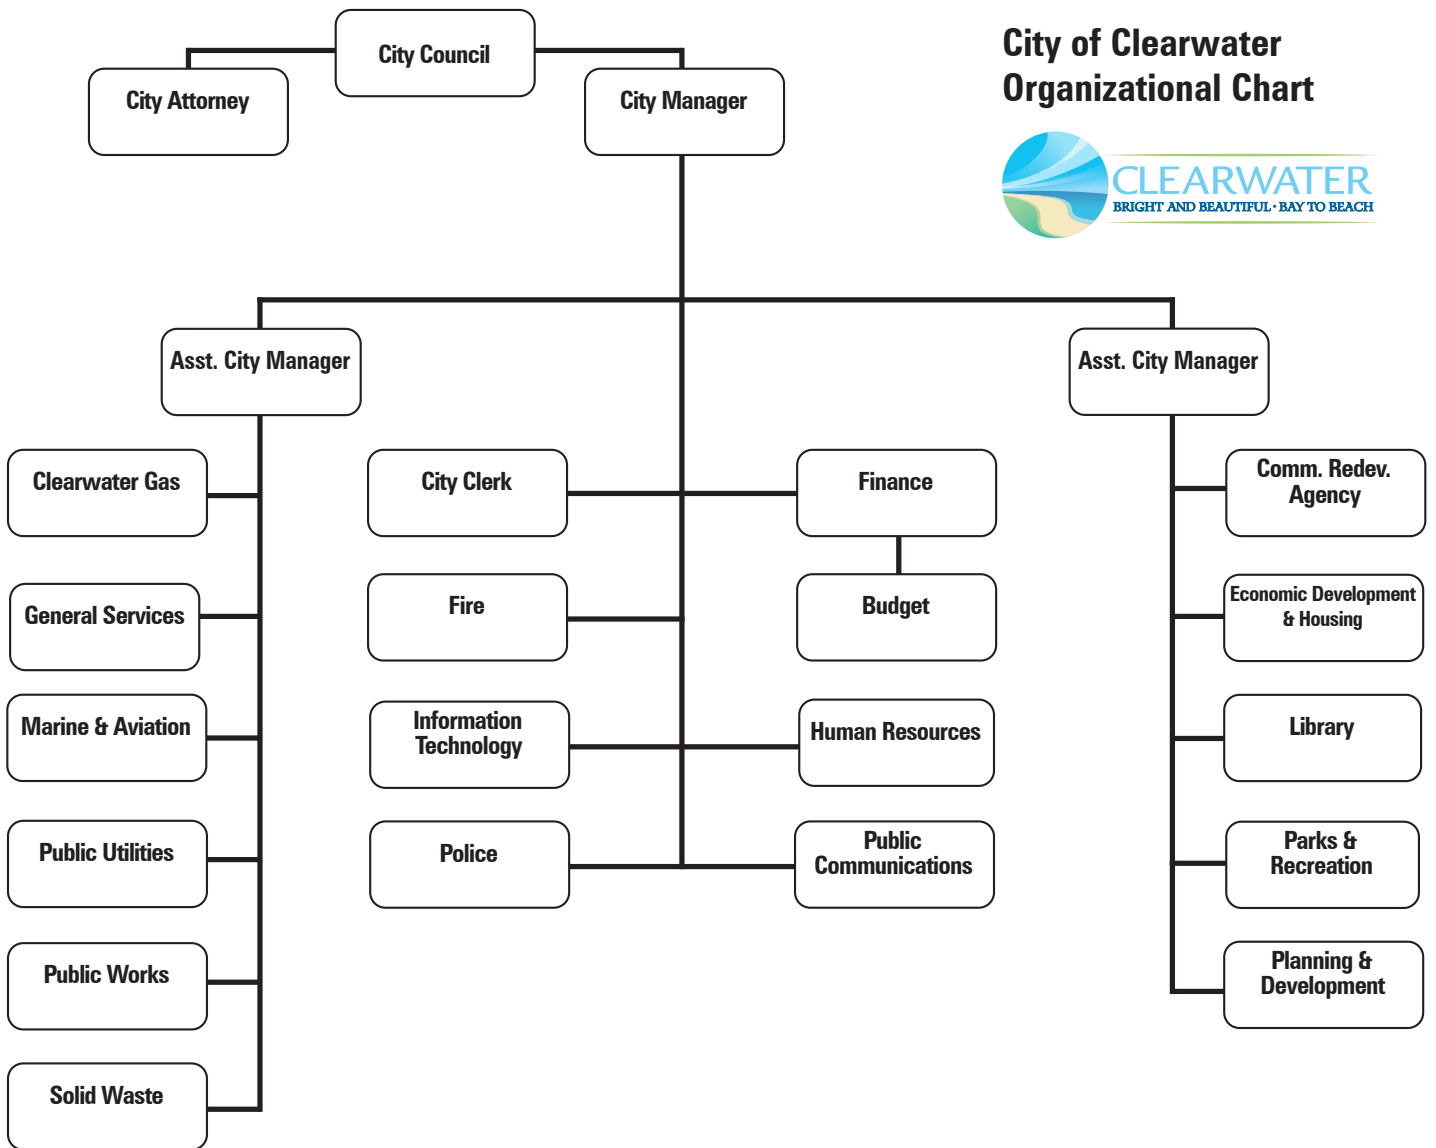 City of Clearwater
Organizational Chart
CLEARWATER
BRIGHT AND BEAUTIFUL • BAY TO BEACH
City Council
City Attorney
City Manager
Asst. City Manager
Asst. City Manager
Clearwater Gas
General Services
Marine & Aviation
Public Utilities
Public Works
Solid Waste
City Clerk
Fire
Information
Technology
Police
Finance
Budget
Human Resources
Public
Communications
Comm. Redev.
Agency
Economic Development
& Housing
Library
Parks &
Recreation
Planning &
Development